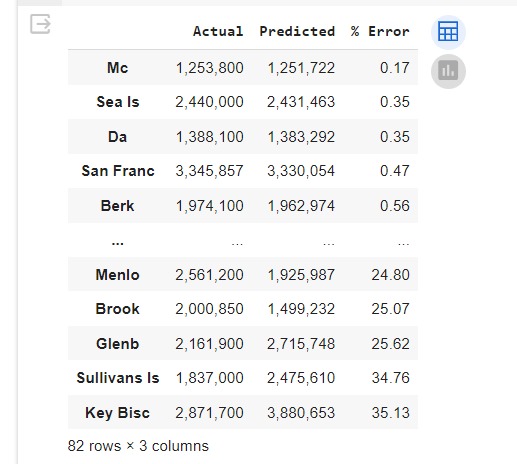 Actual Predicted % Error
Mc 1,253,800 1,251,722 0.17
Sea Is 2,440,000 2,431,463 0.35
Da 1,388,100 1,383,292 0.35
San Franc 3,345,857 3,330,054 0.47
Berk 1,974,100 1,962,974 0.56
... ... ... ...
Menlo 2,561,200 1,925,987 24.80
Brook 2,000,850 1,499,232 25.07
Glenb 2,161,900 2,715,748 25.62
Sullivans Is 1,837,000 2,475,610 34.76
Key Bisc 2,871,700 3,880,653 35.13
82 rows × 3 columns